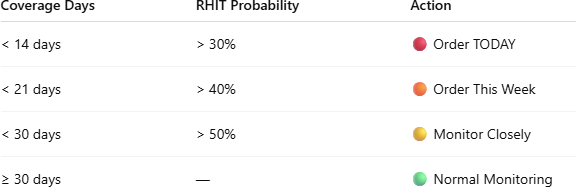 Coverage Days RHIT Probability Action
< 14 days > 30% Order TODAY
< 21 days > 40% Order This Week
< 30 days > 50% Monitor Closely
≥ 30 days — Normal Monitoring